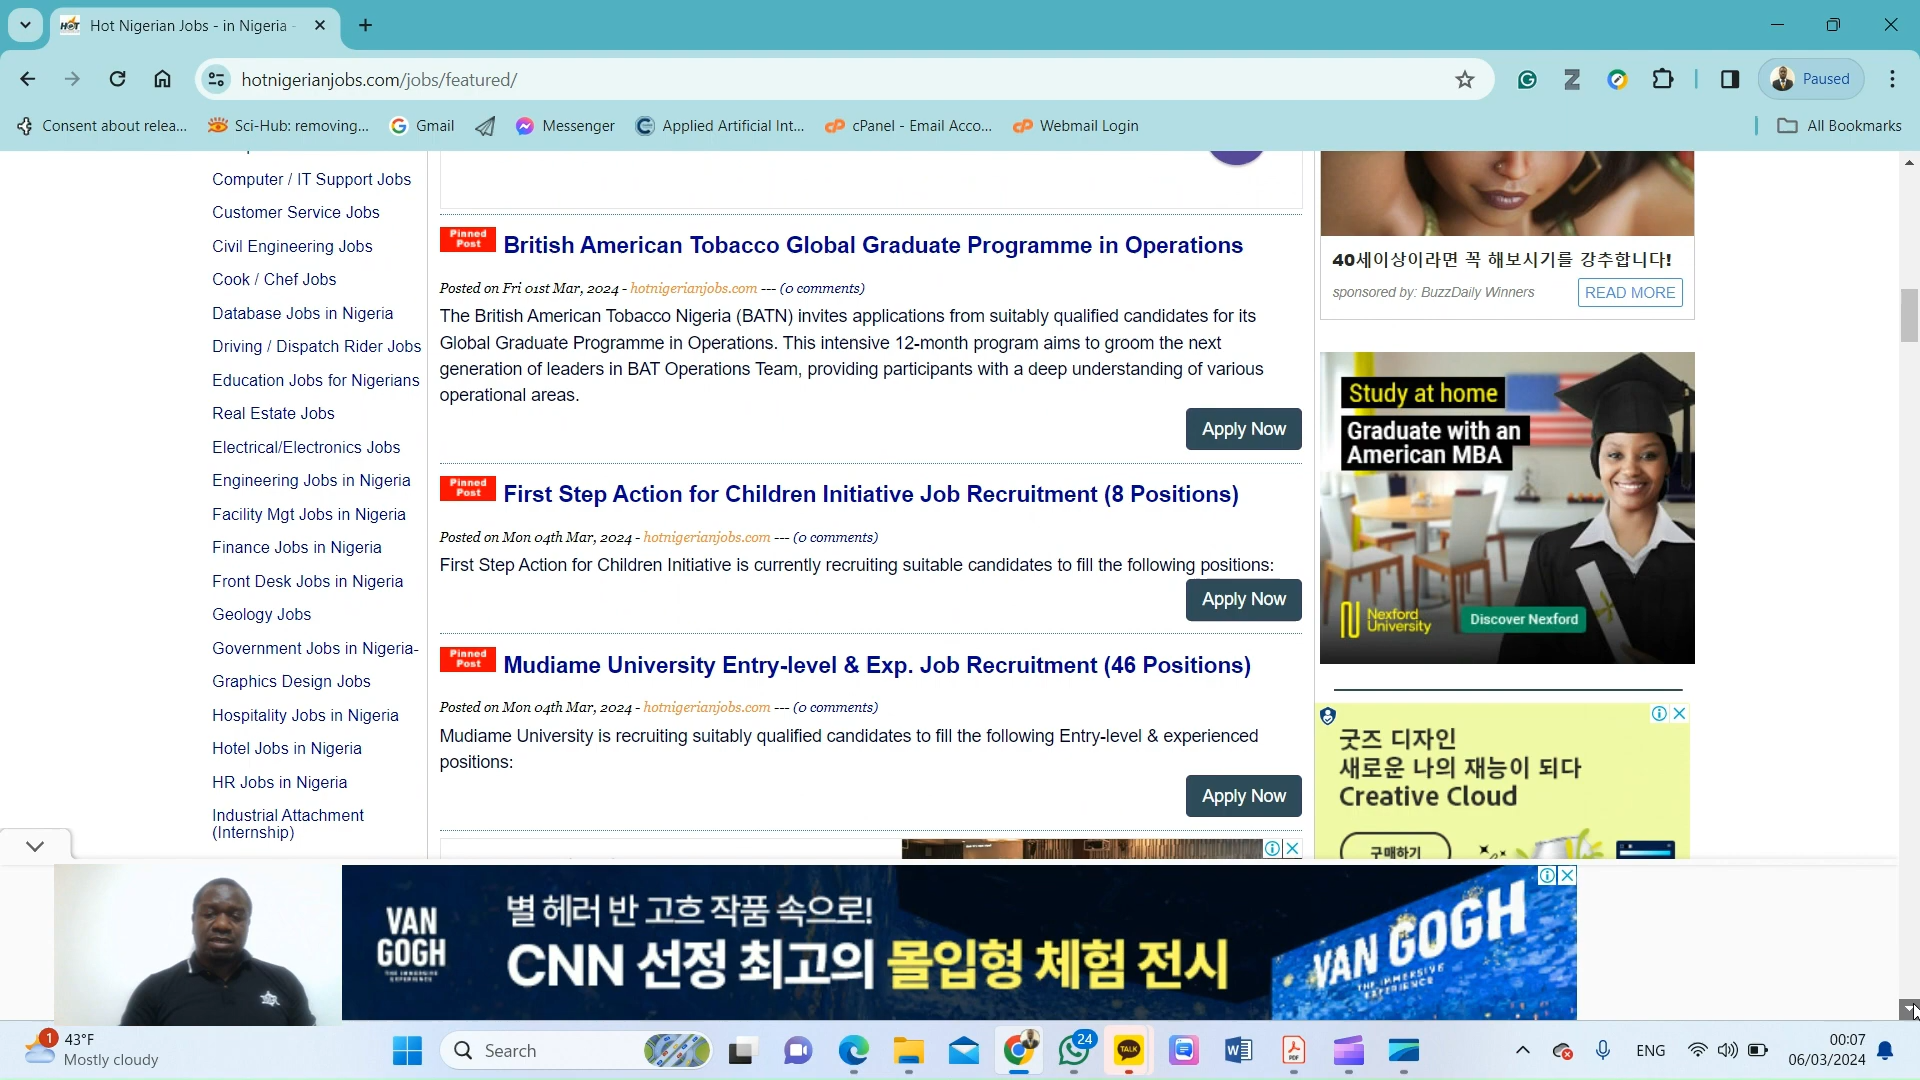 Hot Nigerian Jobs - in Nigeria -
hotnigerianjobs.com/jobs/featured/
Paused
Consent about relea...
Sci-Hub: removing...
Gmail
Messenger
Applied Artificial Int...
cPanel - Email Acco...
Webmail Login
All Bookmarks
Computer / IT Support Jobs
Customer Service Jobs
Civil Engineering Jobs
Cook / Chef Jobs
Database Jobs in Nigeria
Driving / Dispatch Rider Jobs
Education Jobs for Nigerians
Real Estate Jobs
Electrical/Electronics Jobs
Engineering Jobs in Nigeria
Facility Mgt Jobs in Nigeria
Finance Jobs in Nigeria
Front Desk Jobs in Nigeria
Geology Jobs
Government Jobs in Nigeria-
Graphics Design Jobs
Hospitality Jobs in Nigeria
Hotel Jobs in Nigeria
HR Jobs in Nigeria
Industrial Attachment
(Internship)
Pinned
Post
British American Tobacco Global Graduate Programme in Operations
Posted on Fri 01st Mar, 2024 - hotnigerianjobs.com --- (0 comments)
The British American Tobacco Nigeria (BATN) invites applications from suitably qualified candidates for its
Global Graduate Programme in Operations. This intensive 12-month program aims to groom the next
generation of leaders in BAT Operations Team, providing participants with a deep understanding of various
operational areas.
Apply Now
Pinned
Post
First Step Action for Children Initiative Job Recruitment (8 Positions)
Posted on Mon 04th Mar, 2024 - hotnigerianjobs.com --- (0 comments)
First Step Action for Children Initiative is currently recruiting suitable candidates to fill the following positions:
Apply Now
Pinned
Post
Mudiame University Entry-level & Exp. Job Recruitment (46 Positions)
Posted on Mon 04th Mar, 2024 - hotnigerianjobs.com --- (0 comments)
Mudiame University is recruiting suitably qualified candidates to fill the following Entry-level & experienced
positions:
Apply Now
40세이상이라면 꼭 해보시기를 강추합니다!
sponsored by: BuzzDaily Winners
READ MORE
Study at home
Graduate with an
American MBA
Nexford
University
Discover Nexford
굿즈 디자인
새로운 나의 재능이 되다
Creative Cloud
구매하기
VAN
GOGH
THE IMMERSIVE
EXPERIENCE
별 헤러 반 고흐 작품 속으로!
CNN 선정 최고의 몰입형 체험 전시
VAN GOGH
THE IMMERSIVE
EXPERIENCE
1
43°F
Mostly cloudy
Search
24
TALK
ENG
00:07
06/03/2024